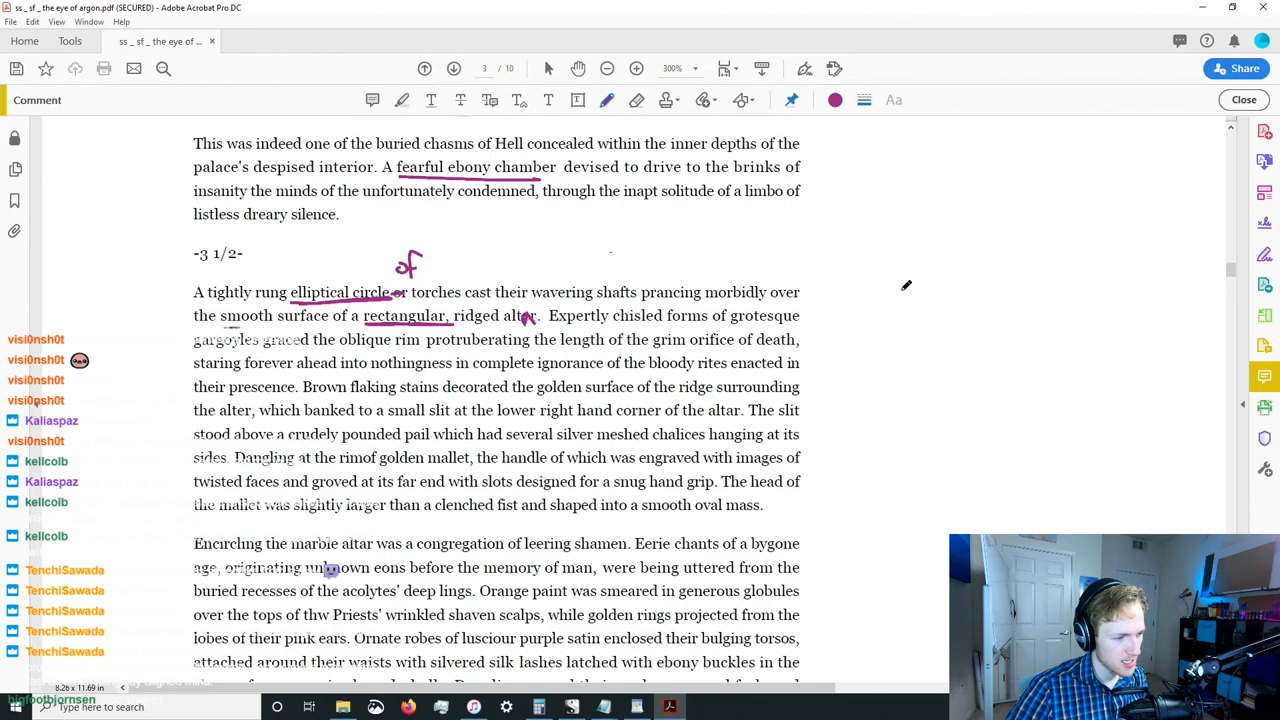 ss _ sf _ the eye of argon.pdf (SECURED) - Adobe Acrobat Pro DC
File Edit View Window Help
Home Tools ss _ sf _ the eye of ... ×
3 / 10 300% Share
Comment Close
This was indeed one of the buried chasms of Hell concealed within the inner depths of the
palace's despised interior. A fearful ebony chamber devised to drive to the brinks of
insanity the minds of the unfortunately condemned, through the inapt solitude of a limbo of
listless dreary silence.
-3 1/2-
of
A tightly rung elliptical circle or torches cast their wavering shafts prancing morbidly over
the smooth surface of a rectangular, ridged alter. Expertly chisled forms of grotesque
gargoyles graced the oblique rim protruberating the length of the grim orifice of death,
staring forever ahead into nothingness in complete ignorance of the bloody rites enacted in
their prescence. Brown flaking stains decorated the golden surface of the ridge surrounding
the alter, which banked to a small slit at the lower right hand corner of the altar. The slit
stood above a crudely pounded pail which had several silver meshed chalices hanging at its
sides. Dangling at the rimof golden mallet, the handle of which was engraved with images of
twisted faces and groved at its far end with slots designed for a snug hand grip. The head of
the mallet was slightly larger than a clenched fist and shaped into a smooth oval mass.
Encircling the marble altar was a congregation of leering shamen. Eerie chants of a bygone
age, originating unknown eons before the memory of man, were being uttered from the
buried recesses of the acolytes' deep lings. Orange paint was smeared in generous globules
over the tops of thw Priests' wrinkled shaven scalps, while golden rings projected from the
lobes of their pink ears. Ornate robes of luscious purple satin enclosed their bulging torsos,
attached around their waists with silvered silk lashes latched with ebony buckles in the
visi0nsh0t
visi0nsh0t
visi0nsh0t
visi0nsh0t
Kaliaspaz
visi0nsh0t
kellcolb
Kaliaspaz
kellcolb
kellcolb
TenchiSawada
TenchiSawada
TenchiSawada
TenchiSawada
bigfootbjornsen
8.26 x 11.69 in
Type here to search